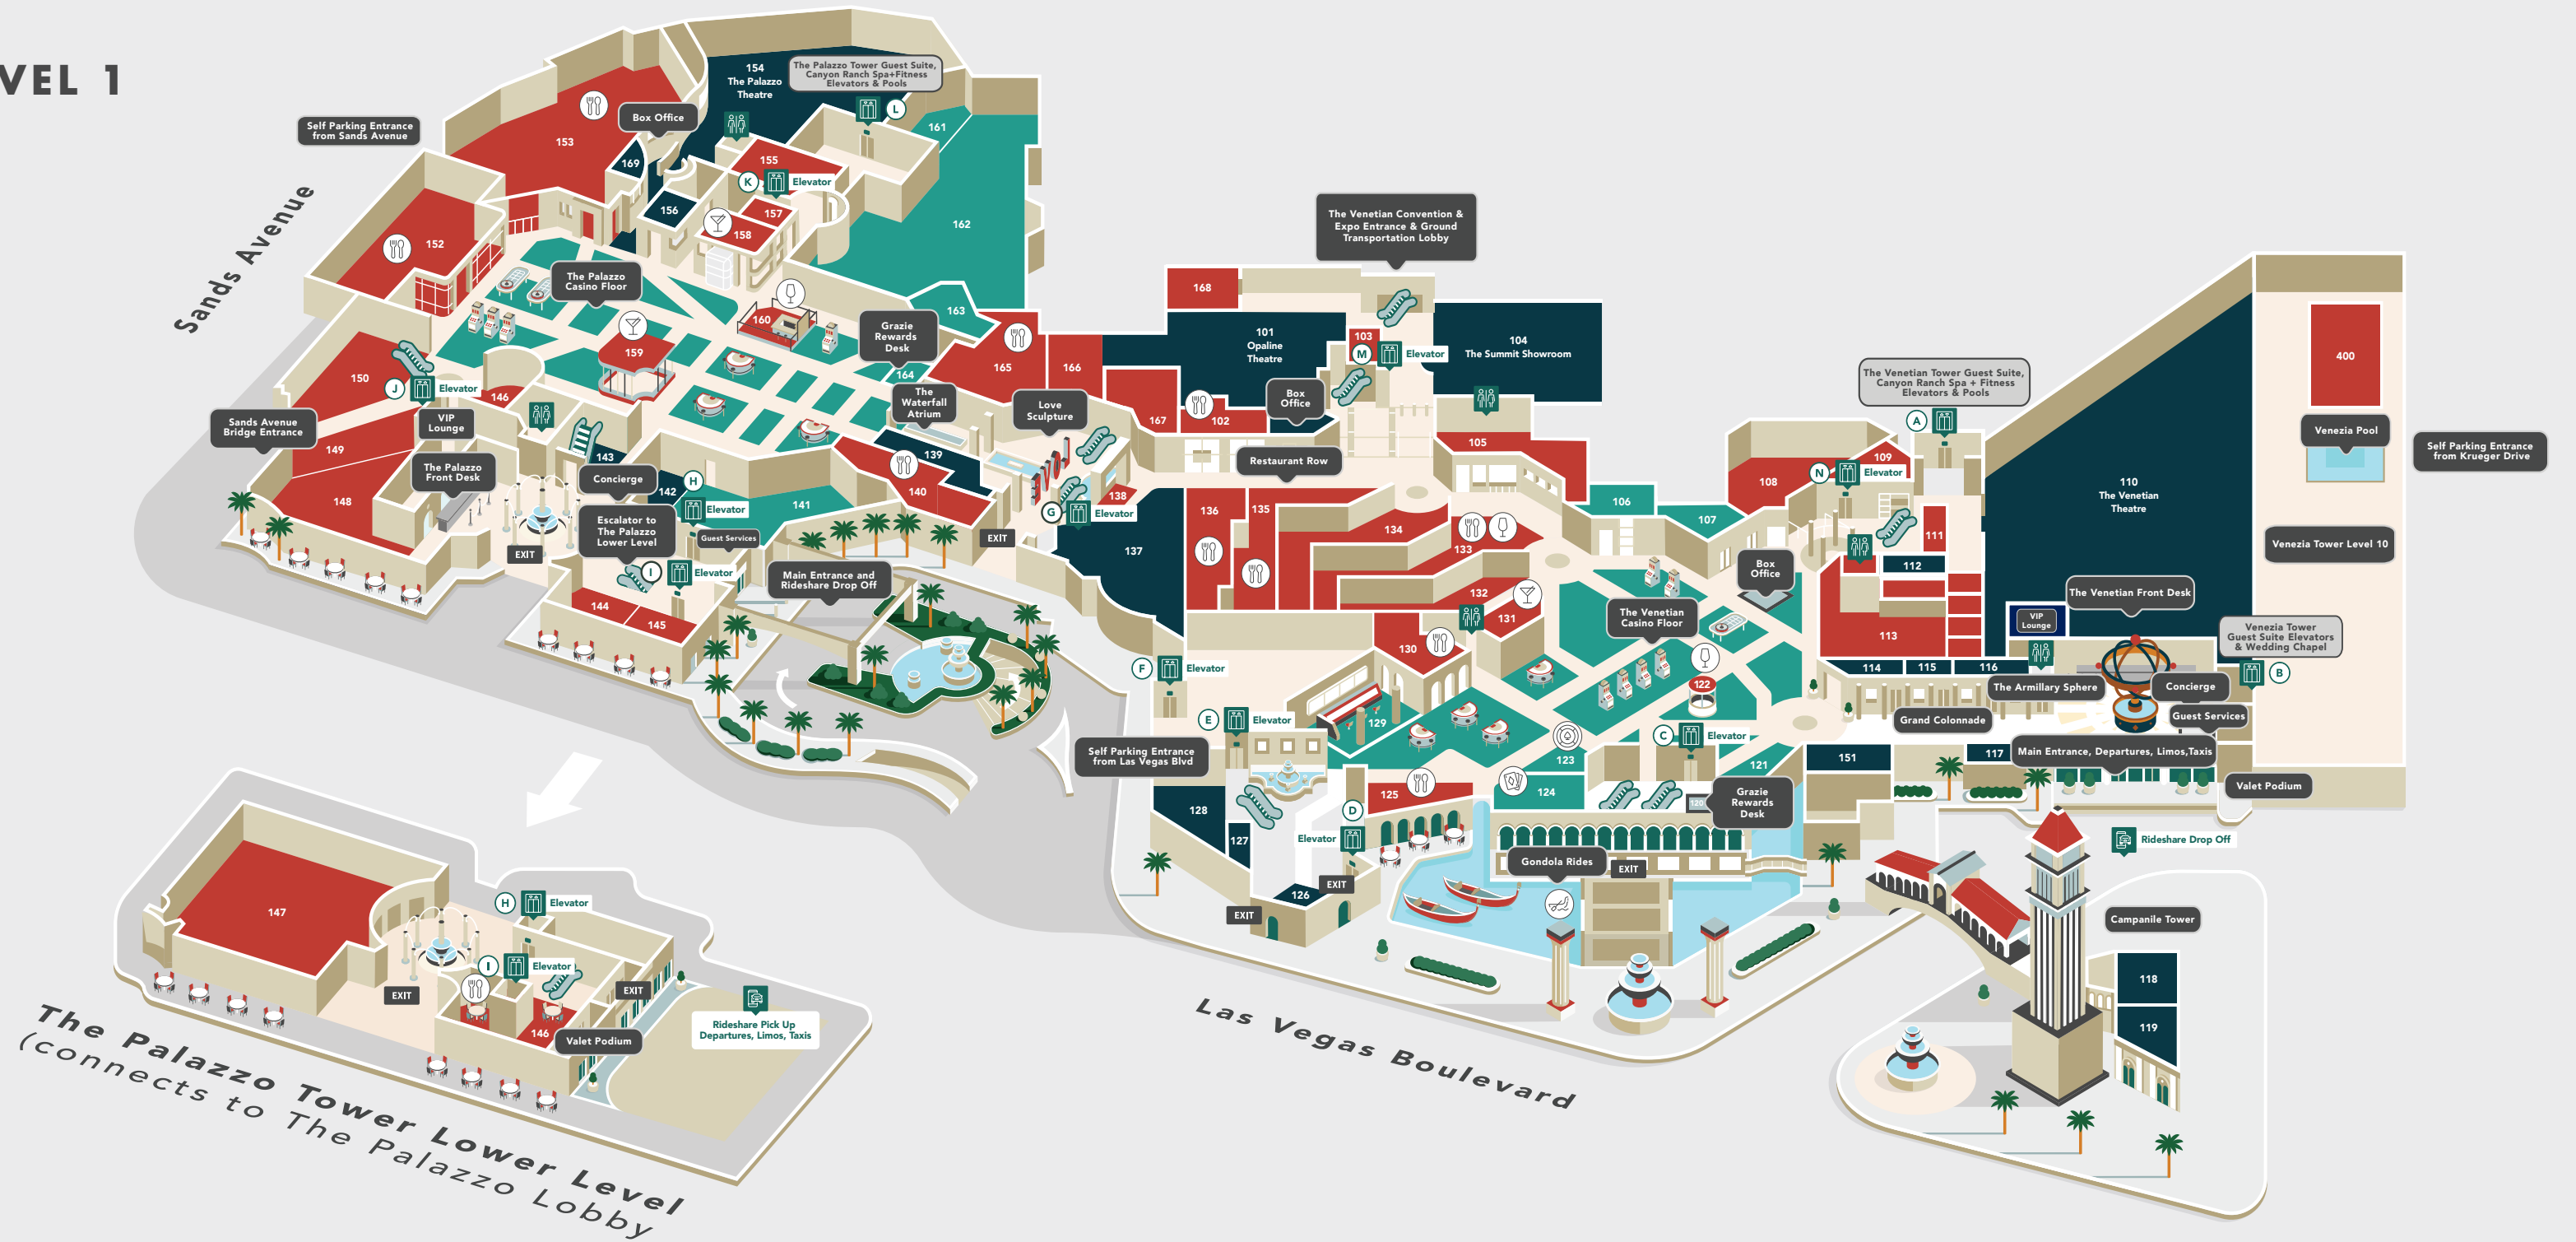 VEL 1
154
The Palazzo
Theatre
The Palazzo Tower Guest Suite,
Canyon Ranch Spa+Fitness
Elevators & Pools
L
Self Parking Entrance
from Sands Avenue
153
Box Office
169
155
K
Elevator
161
162
156
157
158
152
Sands Avenue
The Palazzo
Casino Floor
160
159
163
Grazie
Rewards
Desk
164
165
166
The
Waterfall
Atrium
Love
Sculpture
150
J
Elevator
146
VIP
Lounge
Sands Avenue
Bridge Entrance
149
148
The Palazzo
Front Desk
143
Concierge
142
H
Elevator
141
139
140
138
G
Elevator
Escalator to
The Palazzo
Lower Level
Guest Services
EXIT
EXIT
I
Elevator
Main Entrance and
Rideshare Drop Off
144
145
The Venetian Convention &
Expo Entrance & Ground
Transportation Lobby
168
101
Opaline
Theatre
103
M
Elevator
104
The Summit Showroom
167
102
Box
Office
Restaurant Row
105
106
107
137
136
135
134
133
132
131
130
The Venetian Tower Guest Suite,
Canyon Ranch Spa + Fitness
Elevators & Pools
A
109
N
Elevator
108
111
112
110
The Venetian
Theatre
400
Venezia Pool
Self Parking Entrance
from Krueger Drive
Venezia Tower Level 10
Box
Office
The Venetian
Casino Floor
113
The Venetian Front Desk
VIP
Lounge
Venezia Tower
Guest Suite Elevators
& Wedding Chapel
B
114
115
116
The Armillary Sphere
Concierge
Grand Colonnade
Guest Services
F
Elevator
E
Elevator
129
122
C
Elevator
123
121
151
117
Main Entrance, Departures, Limos,Taxis
Valet Podium
Self Parking Entrance
from Las Vegas Blvd
128
127
126
D
Elevator
125
124
120
Grazie
Rewards
Desk
Gondola Rides
EXIT
EXIT
EXIT
Rideshare Drop Off
Campanile Tower
118
119
Las Vegas Boulevard
147
H
Elevator
I
Elevator
EXIT
EXIT
146
Valet Podium
Rideshare Pick Up
Departures, Limos, Taxis
The Palazzo Tower Lower Level
(connects to The Palazzo Lobby